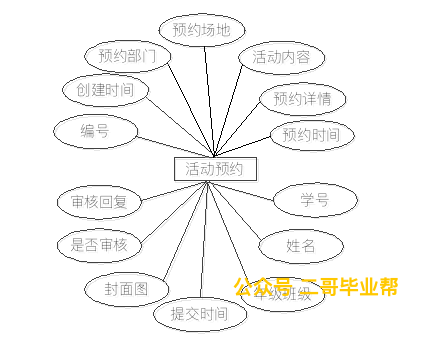 预约场地
预约部门
活动内容
创建时间
预约详情
编号
预约时间
活动预约
审核回复
学号
是否审核
姓名
封面图
公众号 二哥毕业帮
年级班级
提交时间